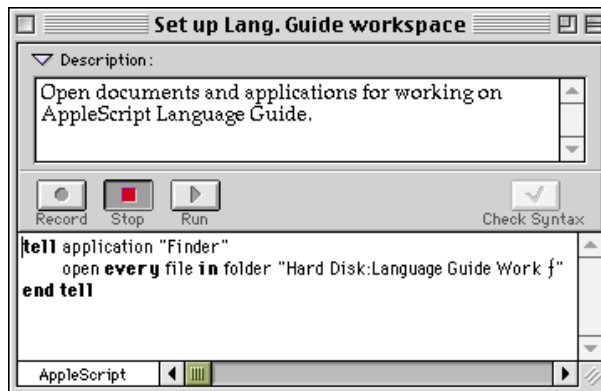 Set up Lang. Guide workspace
Description:
Open documents and applications for working on
AppleScript Language Guide.
Record Stop Run Check Syntax
tell application "Finder"
open every file in folder "Hard Disk:Language Guide Work ƒ"
end tell
AppleScript